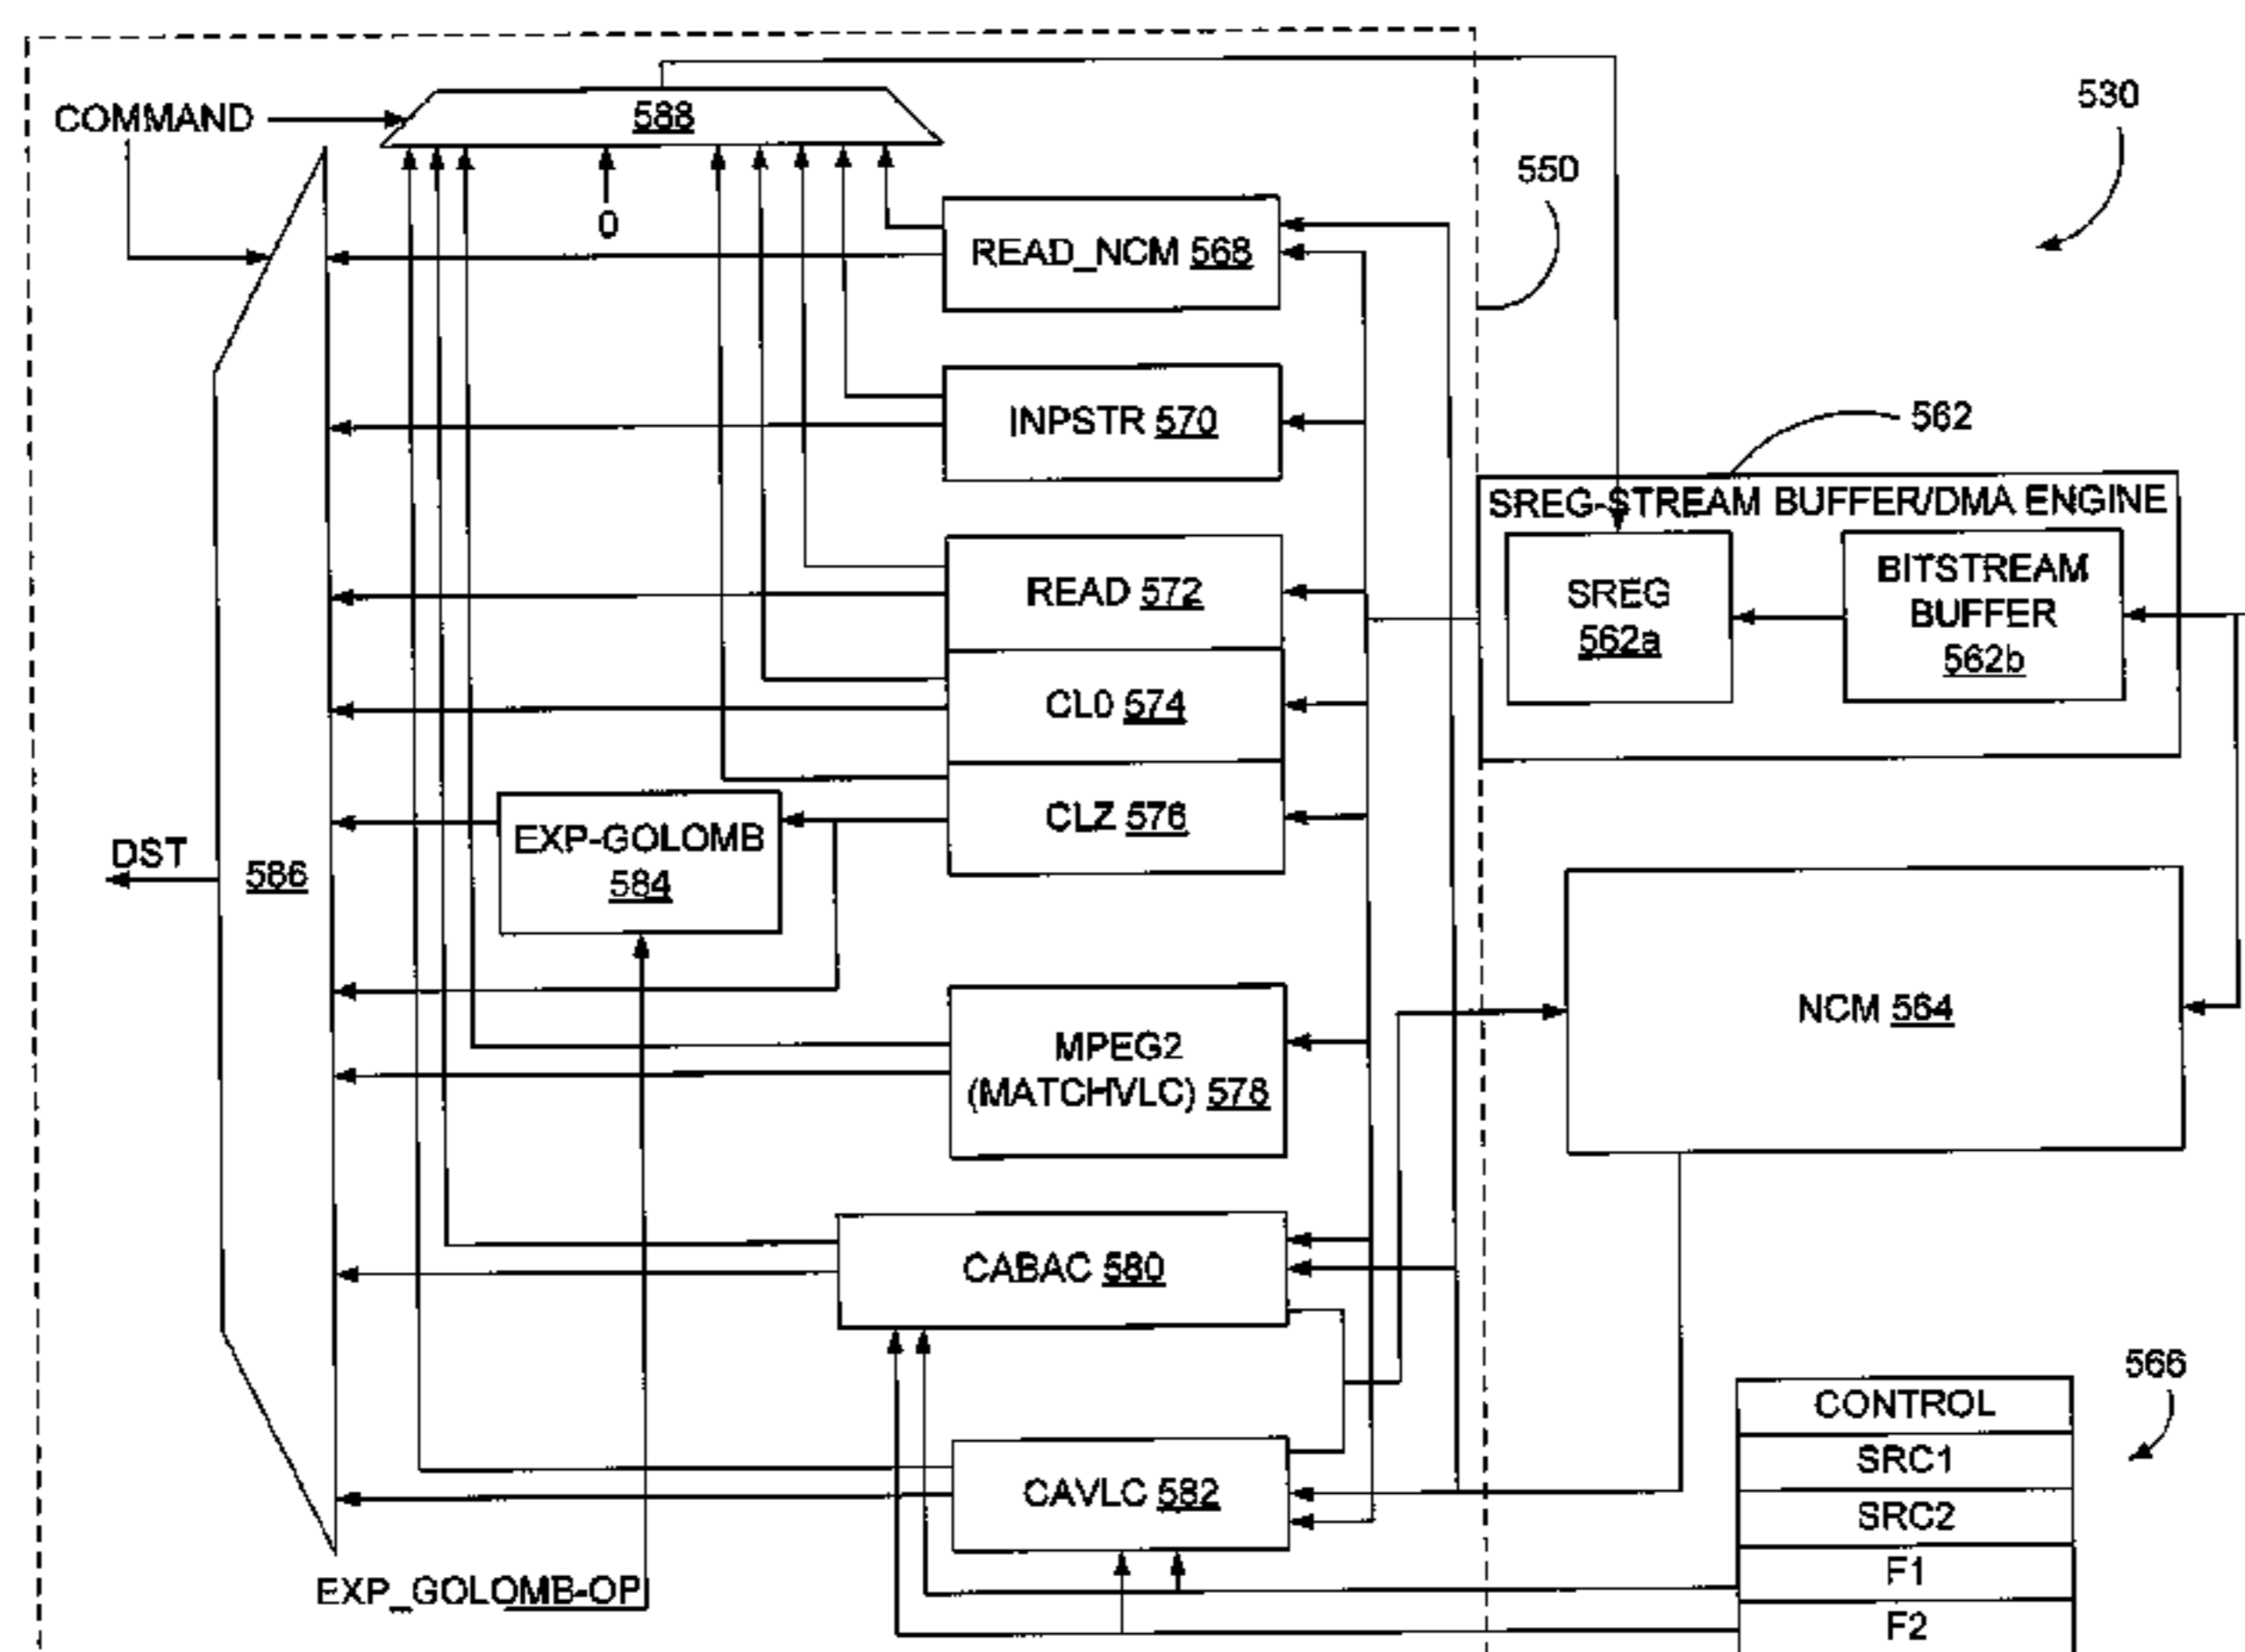 530
COMMAND
588
550
0
READ_NCM 568
INPSTR 570
562
SREG-STREAM BUFFER/DMA ENGINE
READ 572
SREG
562a
BITSTREAM
BUFFER
562b
CL0 574
CLZ 576
EXP-GOLOMB
584
DST
586
NCM 564
MPEG2
(MATCHVLC) 578
CABAC 580
566
CONTROL
SRC1
SRC2
F1
F2
CAVLC 582
EXP_GOLOMB-OP